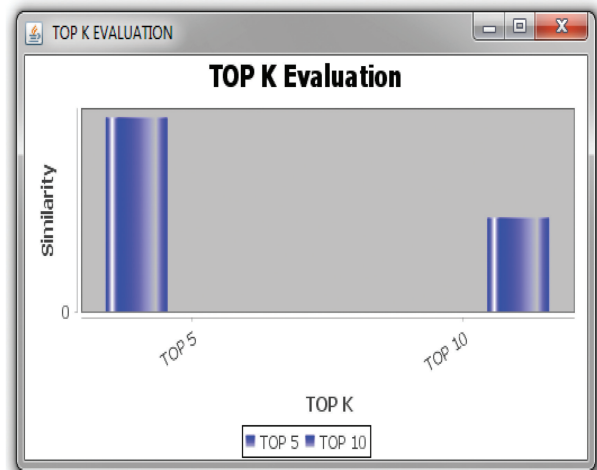 TOP K EVALUATION
TOP K Evaluation
Similarity
0
TOP 5
TOP 10
TOP K
TOP 5 TOP 10